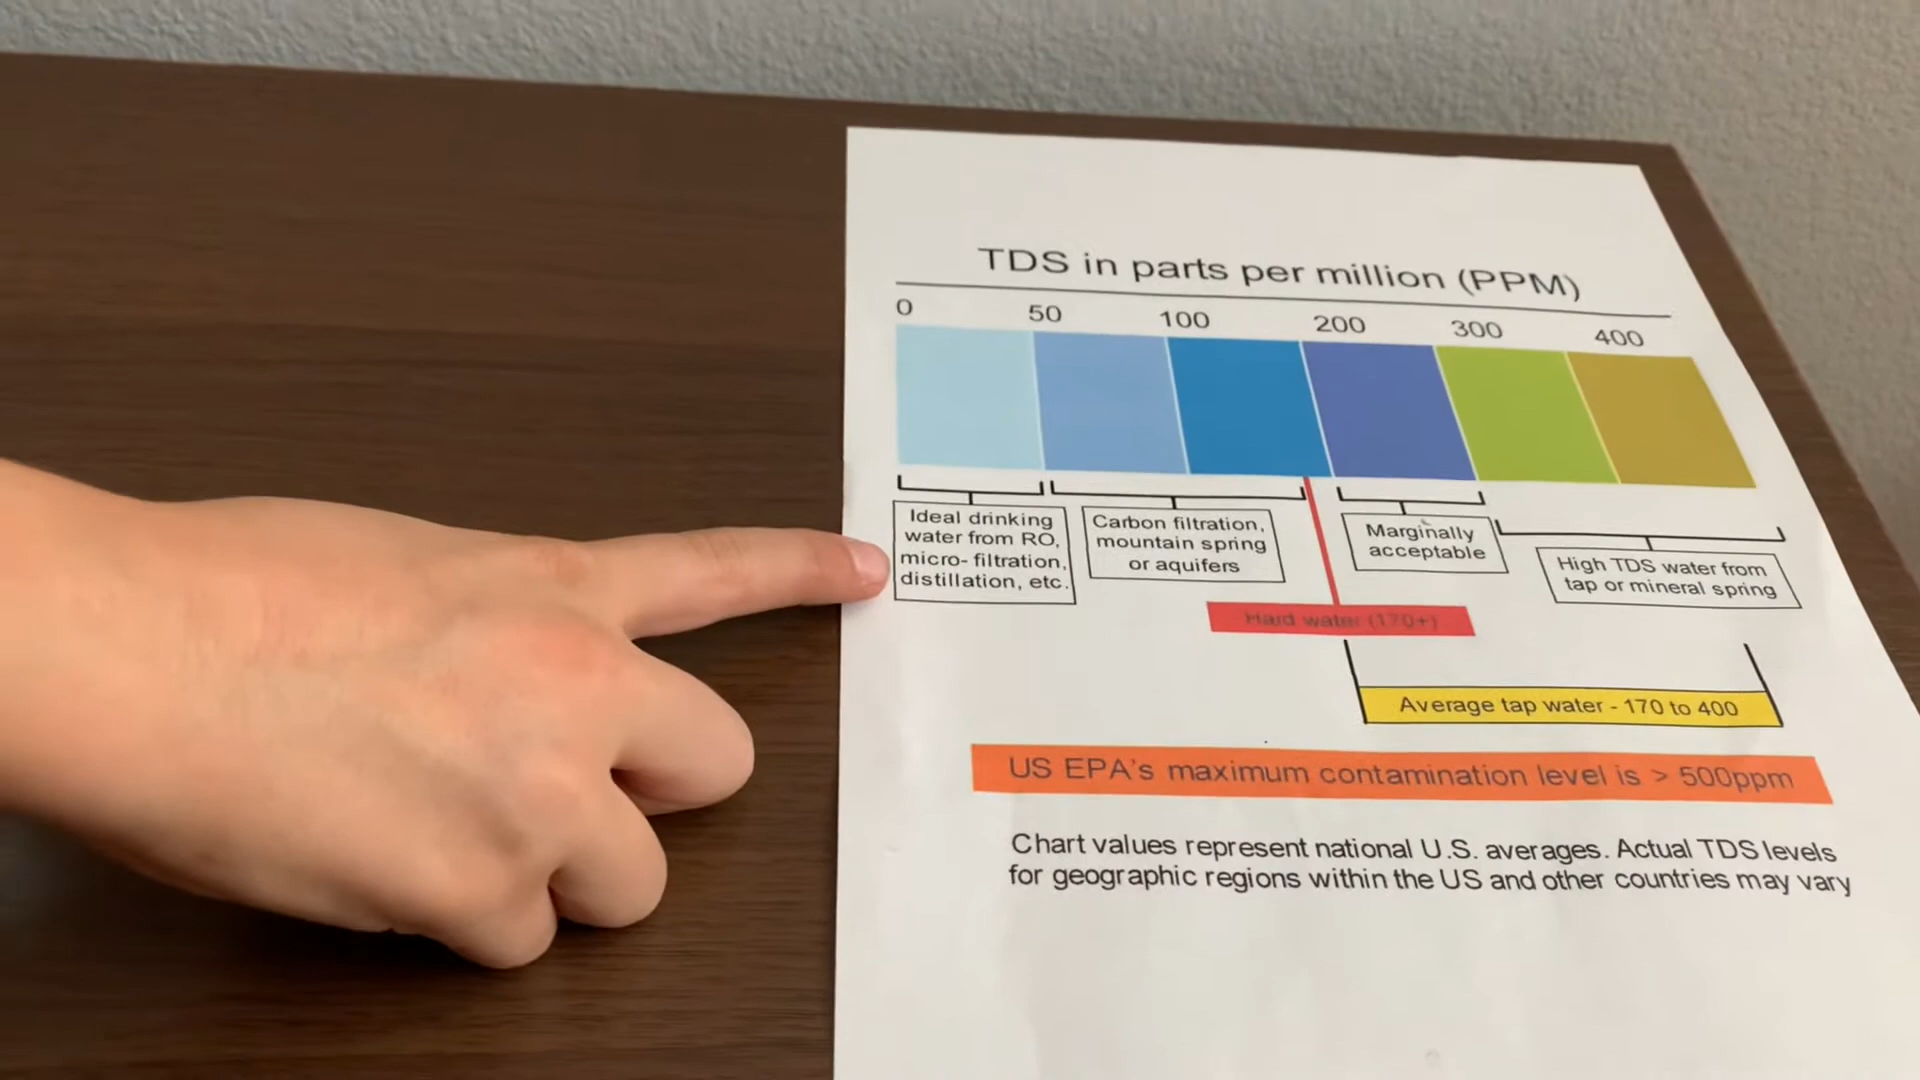 TDS in parts per million (PPM)
0 50 100 200 300 400
Ideal drinking
water from RO,
micro- filtration,
distillation, etc.
Carbon filtration,
mountain spring
or aquifers
Marginally
acceptable
High TDS water from
tap or mineral spring
Hard water (170+)
Average tap water - 170 to 400
US EPA's maximum contamination level is > 500ppm
Chart values represent national U.S. averages. Actual TDS levels
for geographic regions within the US and other countries may vary